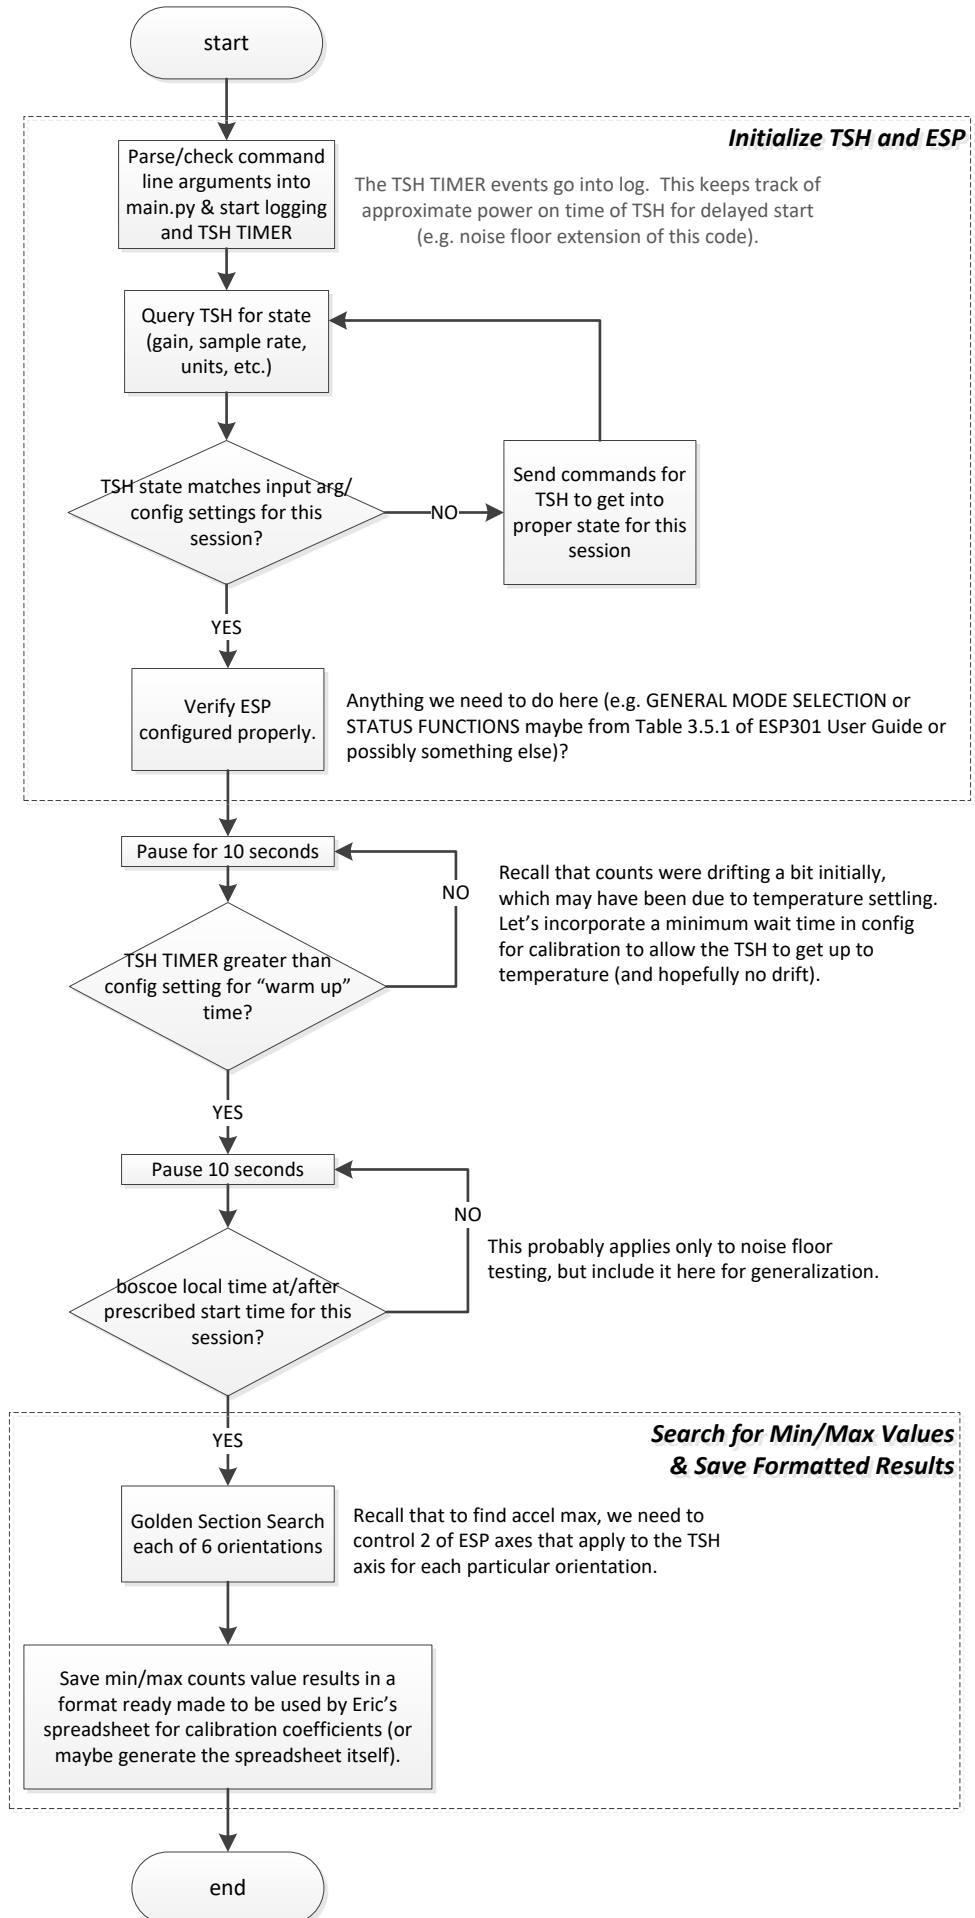 start
Initialize TSH and ESP
Parse/check command
line arguments into
main.py & start logging
and TSH TIMER
The TSH TIMER events go into log.  This keeps track of
approximate power on time of TSH for delayed start
(e.g. noise floor extension of this code).
Query TSH for state
(gain, sample rate,
units, etc.)
TSH state matches input arg/
config settings for this
session?
NO
Send commands for
TSH to get into
proper state for this
session
YES
Verify ESP
configured properly.
Anything we need to do here (e.g. GENERAL MODE SELECTION or
STATUS FUNCTIONS maybe from Table 3.5.1 of ESP301 User Guide or
possibly something else)?
Pause for 10 seconds
NO
Recall that counts were drifting a bit initially,
which may have been due to temperature settling.
Let’s incorporate a minimum wait time in config
for calibration to allow the TSH to get up to
temperature (and hopefully no drift).
TSH TIMER greater than
config setting for “warm up”
time?
YES
Pause 10 seconds
NO
This probably applies only to noise floor
testing, but include it here for generalization.
boscoe local time at/after
prescribed start time for this
session?
YES
Search for Min/Max Values
& Save Formatted Results
Golden Section Search
each of 6 orientations
Recall that to find accel max, we need to
control 2 of ESP axes that apply to the TSH
axis for each particular orientation.
Save min/max counts value results in a
format ready made to be used by Eric’s
spreadsheet for calibration coefficients (or
maybe generate the spreadsheet itself).
end